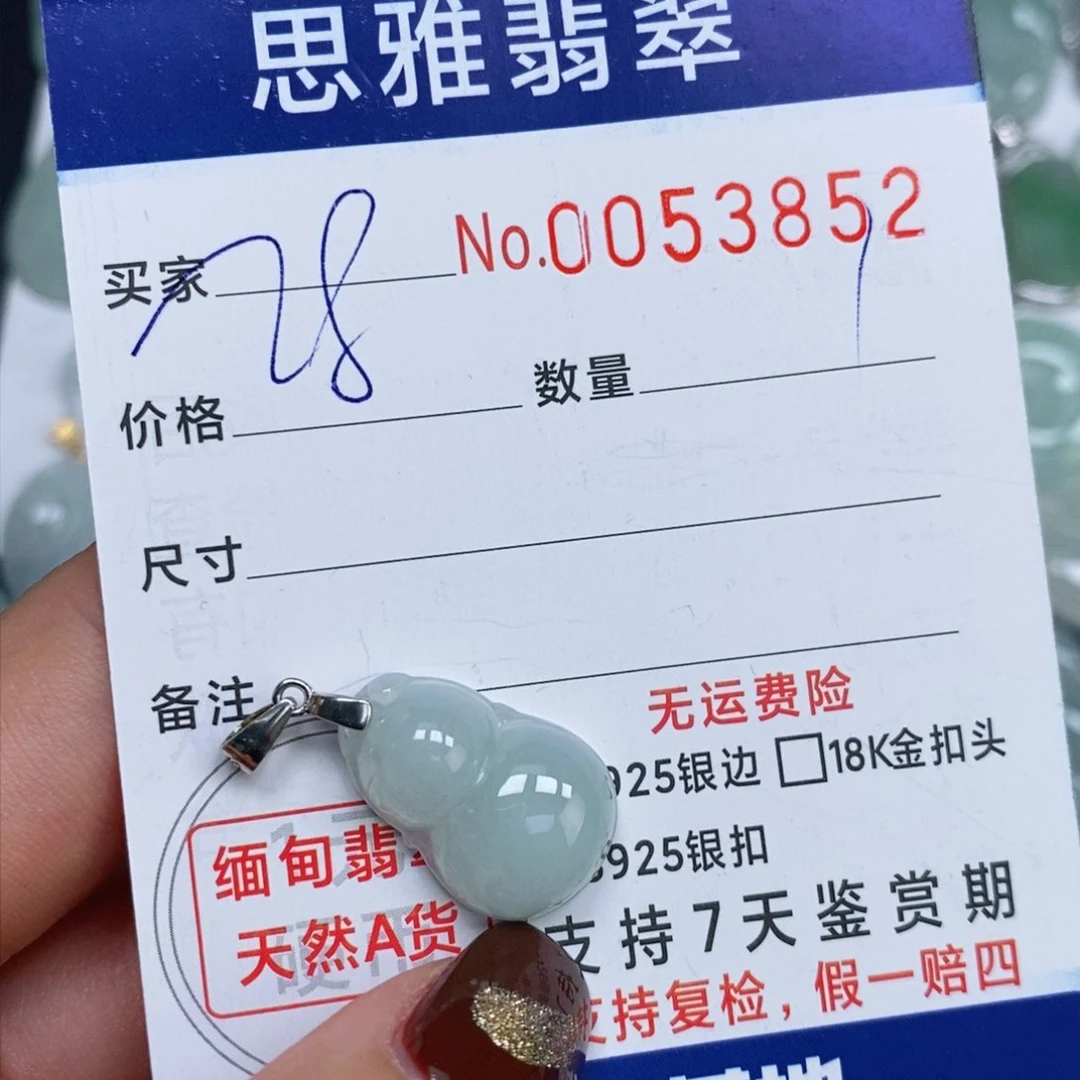 思雅翡翠
买家 No.0053852
28
价格 数量 1
尺寸
备注
无运费险
925银边 □18K金扣头
缅甸翡
925银扣
天然A货
支持7天鉴赏期
支持复检，假一赔四